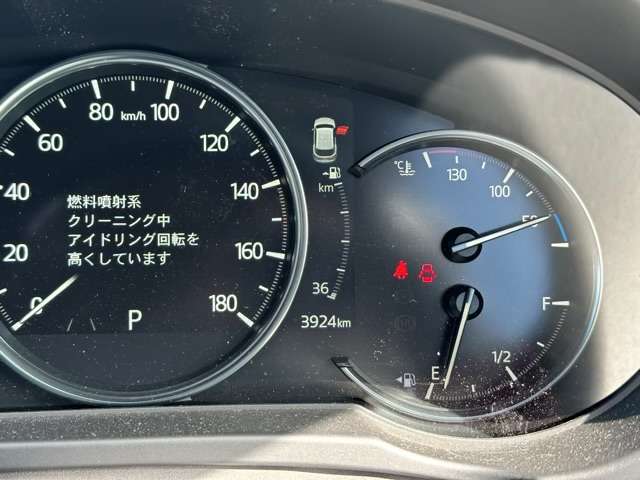 80 km/h 100
60
120
40
140
20
160
0
180
燃料噴射系
クリーニング中
アイドリング回転を
高くしています
P
km
36
3924km
℃
130
100
50
F
1/2
E